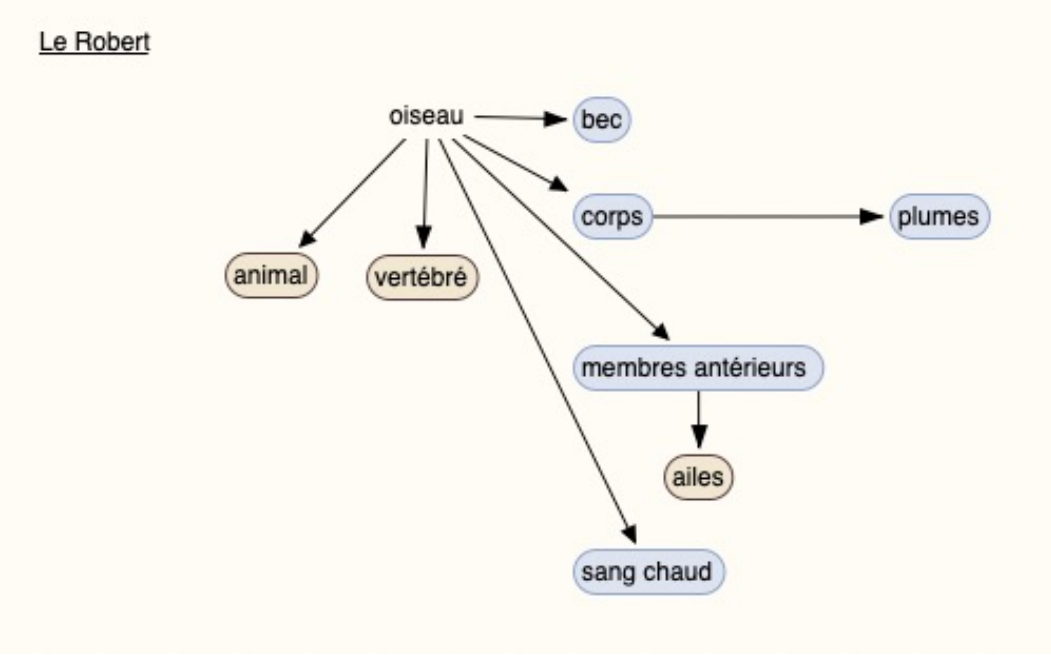 Le Robert
oiseau
bec
corps
plumes
animal
vertébré
membres antérieurs
ailes
sang chaud